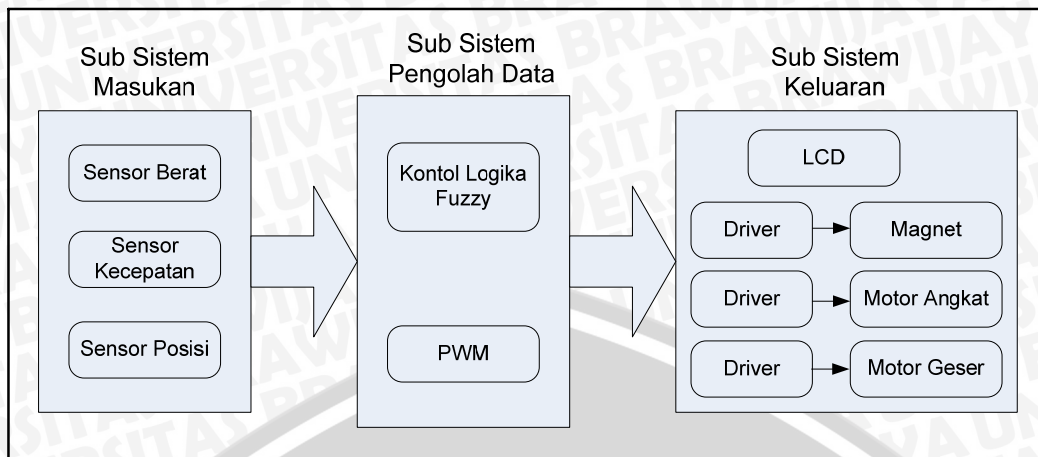 Sub Sistem
Masukan
Sensor Berat
Sensor
Kecepatan
Sensor Posisi
Sub Sistem
Pengolah Data
Kontol Logika
Fuzzy
PWM
Sub Sistem
Keluaran
LCD
Driver
Magnet
Driver
Motor Angkat
Driver
Motor Geser